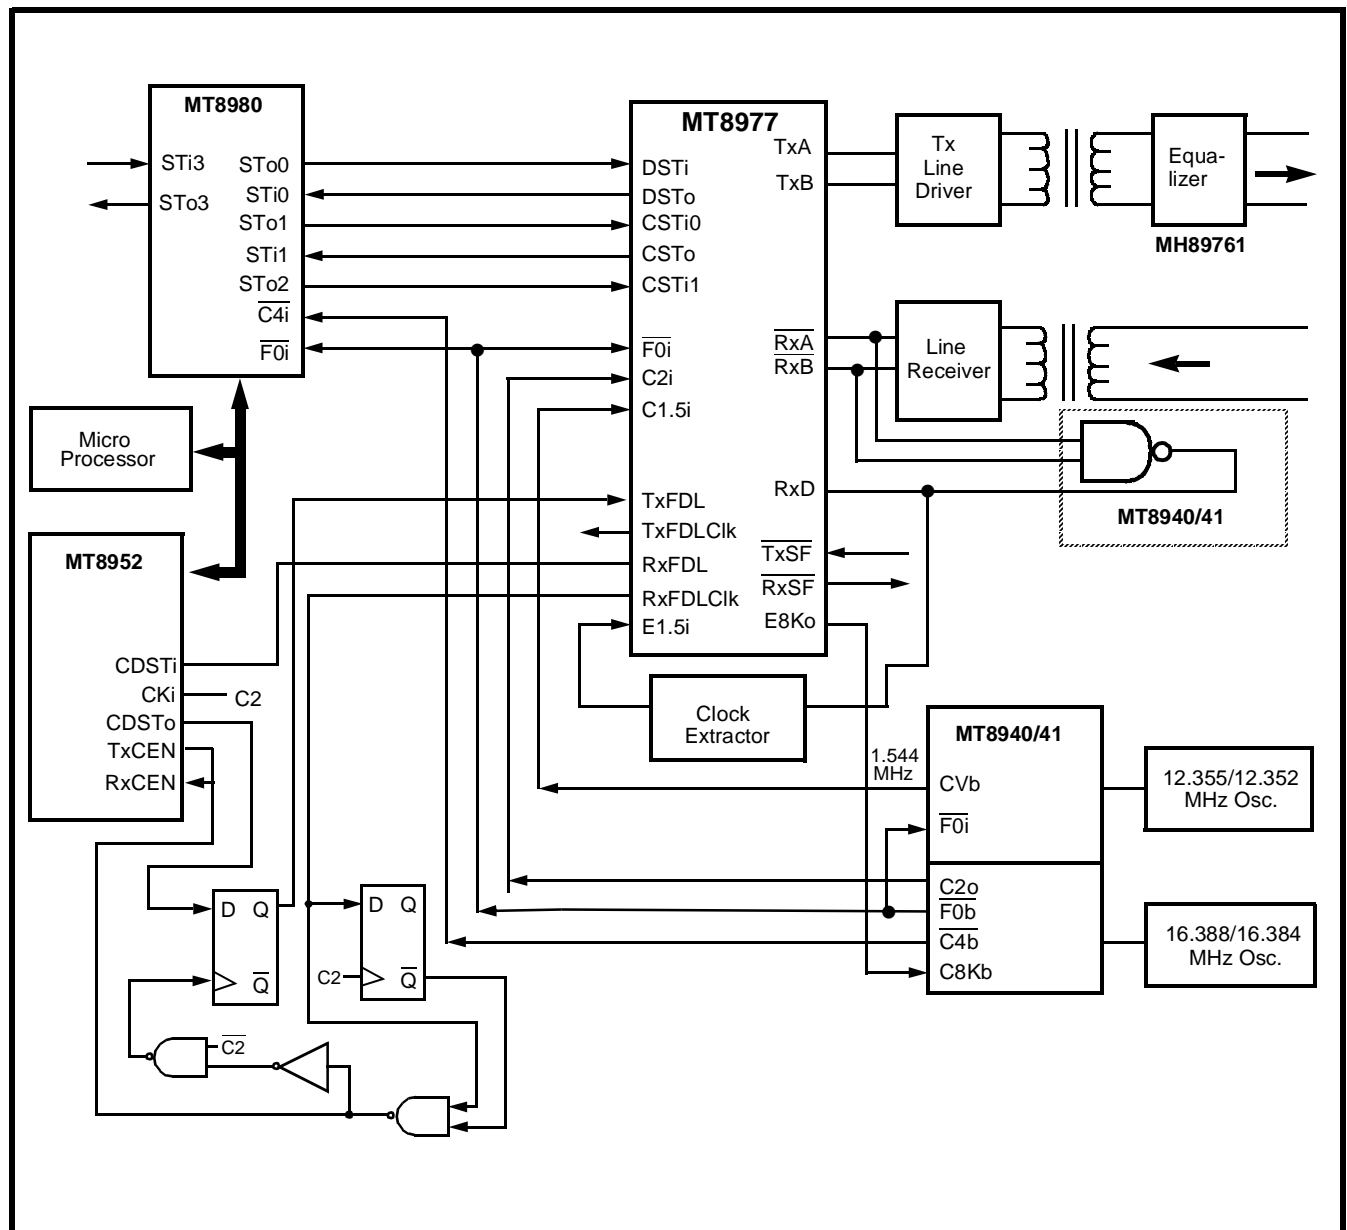 MT8980
STi3
STo3
STo0
STi0
STo1
STi1
STo2
C4i
F0i
MT8977
DSTi
DSTo
CSTi0
CSTo
CSTi1
F0i
C2i
C1.5i
TxFDL
TxFDLClk
RxFDL
RxFDLClk
E1.5i
TxA
TxB
RxA
RxB
RxD
TxSF
RxSF
E8Ko
Tx
Line
Driver
Equa-
lizer
MH89761
Line
Receiver
MT8940/41
Micro
Processor
MT8952
CDSTi
CKi
C2
CDSTo
TxCEN
RxCEN
Clock
Extractor
1.544
MHz
MT8940/41
CVb
F0i
C2o
F0b
C4b
C8Kb
12.355/12.352
MHz Osc.
16.388/16.384
MHz Osc.
D Q
Q
D Q
C2
Q
C2